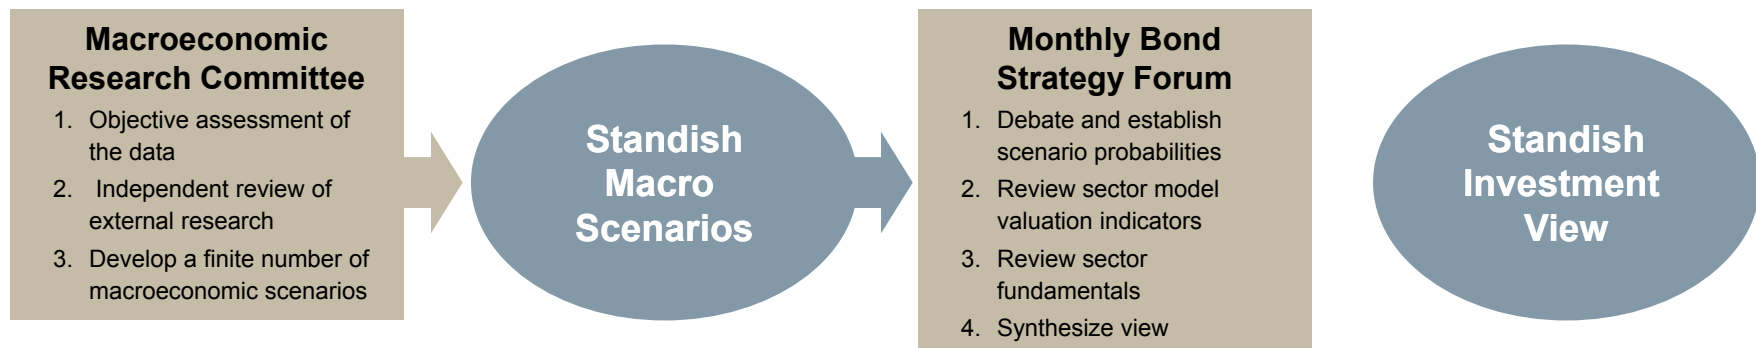 Macroeconomic
Research Committee
1. Objective assessment of
the data
2. Independent review of
external research
3. Develop a finite number of
macroeconomic scenarios
Standish
Macro
Scenarios
Monthly Bond
Strategy Forum
1. Debate and establish
scenario probabilities
2. Review sector model
valuation indicators
3. Review sector
fundamentals
4. Synthesize view
Standish
Investment
View